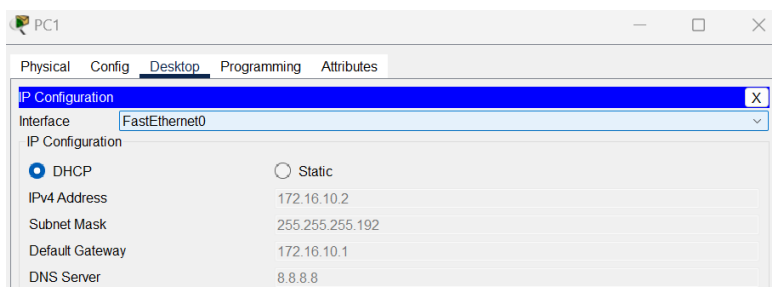 PC1
Physical Config Desktop Programming Attributes
IP Configuration X
Interface FastEthernet0
IP Configuration
DHCP Static
IPv4 Address 172.16.10.2
Subnet Mask 255.255.255.192
Default Gateway 172.16.10.1
DNS Server 8.8.8.8